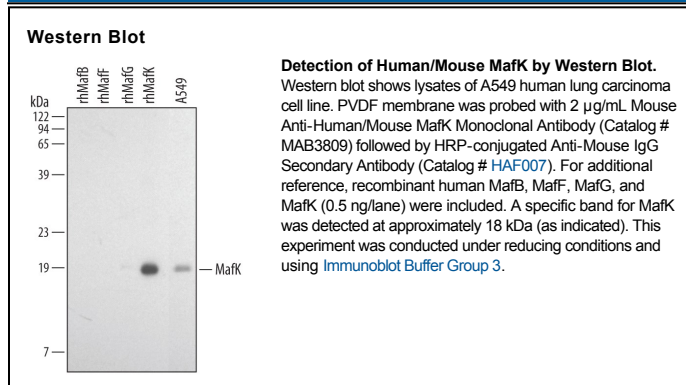 Western Blot
rhMafB
rhMafF
rhMafG
rhMafK
A549
kDa
122
94
65
39
23
19
7
MafK
Detection of Human/Mouse MafK by Western Blot.
Western blot shows lysates of A549 human lung carcinoma
cell line. PVDF membrane was probed with 2 µg/mL Mouse
Anti-Human/Mouse MafK Monoclonal Antibody (Catalog #
MAB3809) followed by HRP-conjugated Anti-Mouse IgG
Secondary Antibody (Catalog # HAF007). For additional
reference, recombinant human MafB, MafF, MafG, and
MafK (0.5 ng/lane) were included. A specific band for MafK
was detected at approximately 18 kDa (as indicated). This
experiment was conducted under reducing conditions and
using Immunoblot Buffer Group 3.